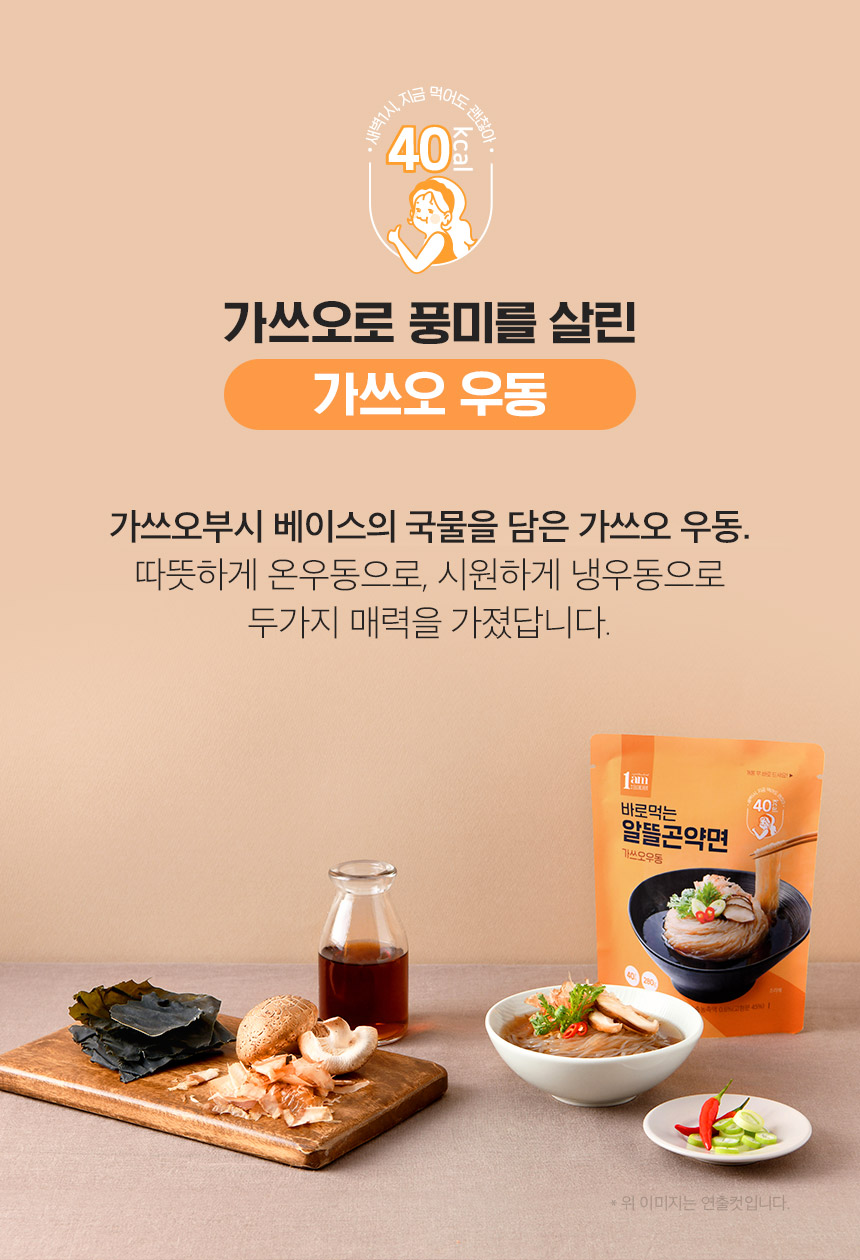 새벽1시, 지금 먹어도 괜찮아
40 kcal
가쓰오로 풍미를 살린
가쓰오 우동
가쓰오부시 베이스의 국물을 담은 가쓰오 우동.
따뜻하게 온우동으로, 시원하게 냉우동으로
두가지 매력을 가졌답니다.
1am
40
바로먹는
알뜰곤약면
가쓰오우동
* 위 이미지는 연출컷입니다.